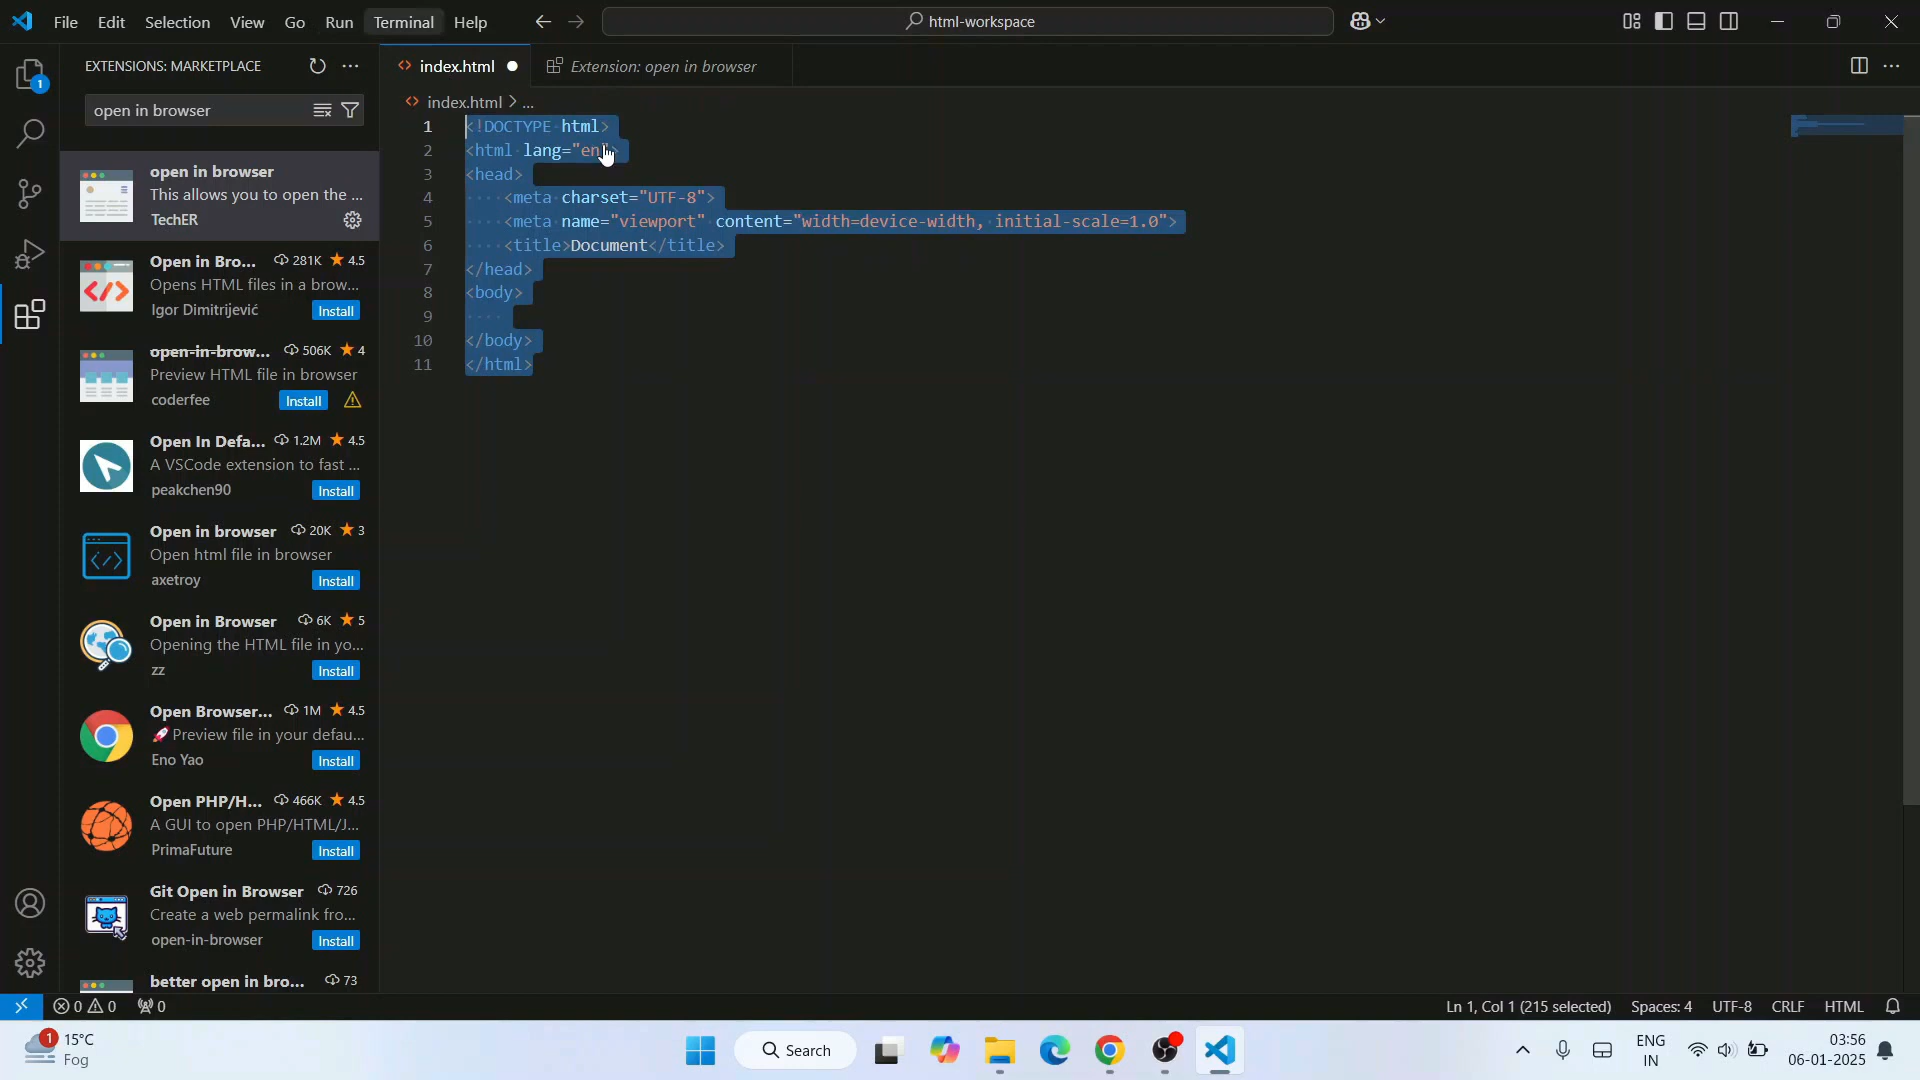 File Edit Selection View Go Run Terminal Help html-workspace
EXTENSIONS: MARKETPLACE
open in browser
1
open in browser
This allows you to open the ...
TechER
Open in Bro... 281K 4.5
Opens HTML files in a brow...
Igor Dimitrijević Install
open-in-brow... 506K 4
Preview HTML file in browser
coderfee Install
Open In Defa... 1.2M 4.5
A VSCode extension to fast ...
peakchen90 Install
Open in browser 20K 3
Open html file in browser
axetroy Install
Open in Browser 6K 5
Opening the HTML file in yo...
zz Install
Open Browser... 1M 4.5
🚀Preview file in your defau...
Eno Yao Install
Open PHP/H... 466K 4.5
A GUI to open PHP/HTML/J...
PrimaFuture Install
Git Open in Browser 726
Create a web permalink fro...
open-in-browser Install
better open in bro... 73
index.html Extension: open in browser
index.html > ...
1 <!DOCTYPE html>
2 <html lang="en">
3 <head>
4 <meta charset="UTF-8">
5 <meta name="viewport" content="width=device-width, initial-scale=1.0">
6 <title>Document</title>
7 </head>
8 <body>
9
10 </body>
11 </html>
0 0 0 Ln 1, Col 1 (215 selected) Spaces: 4 UTF-8 CRLF HTML
1 15°C
Fog
Search
ENG
IN
03:56
06-01-2025